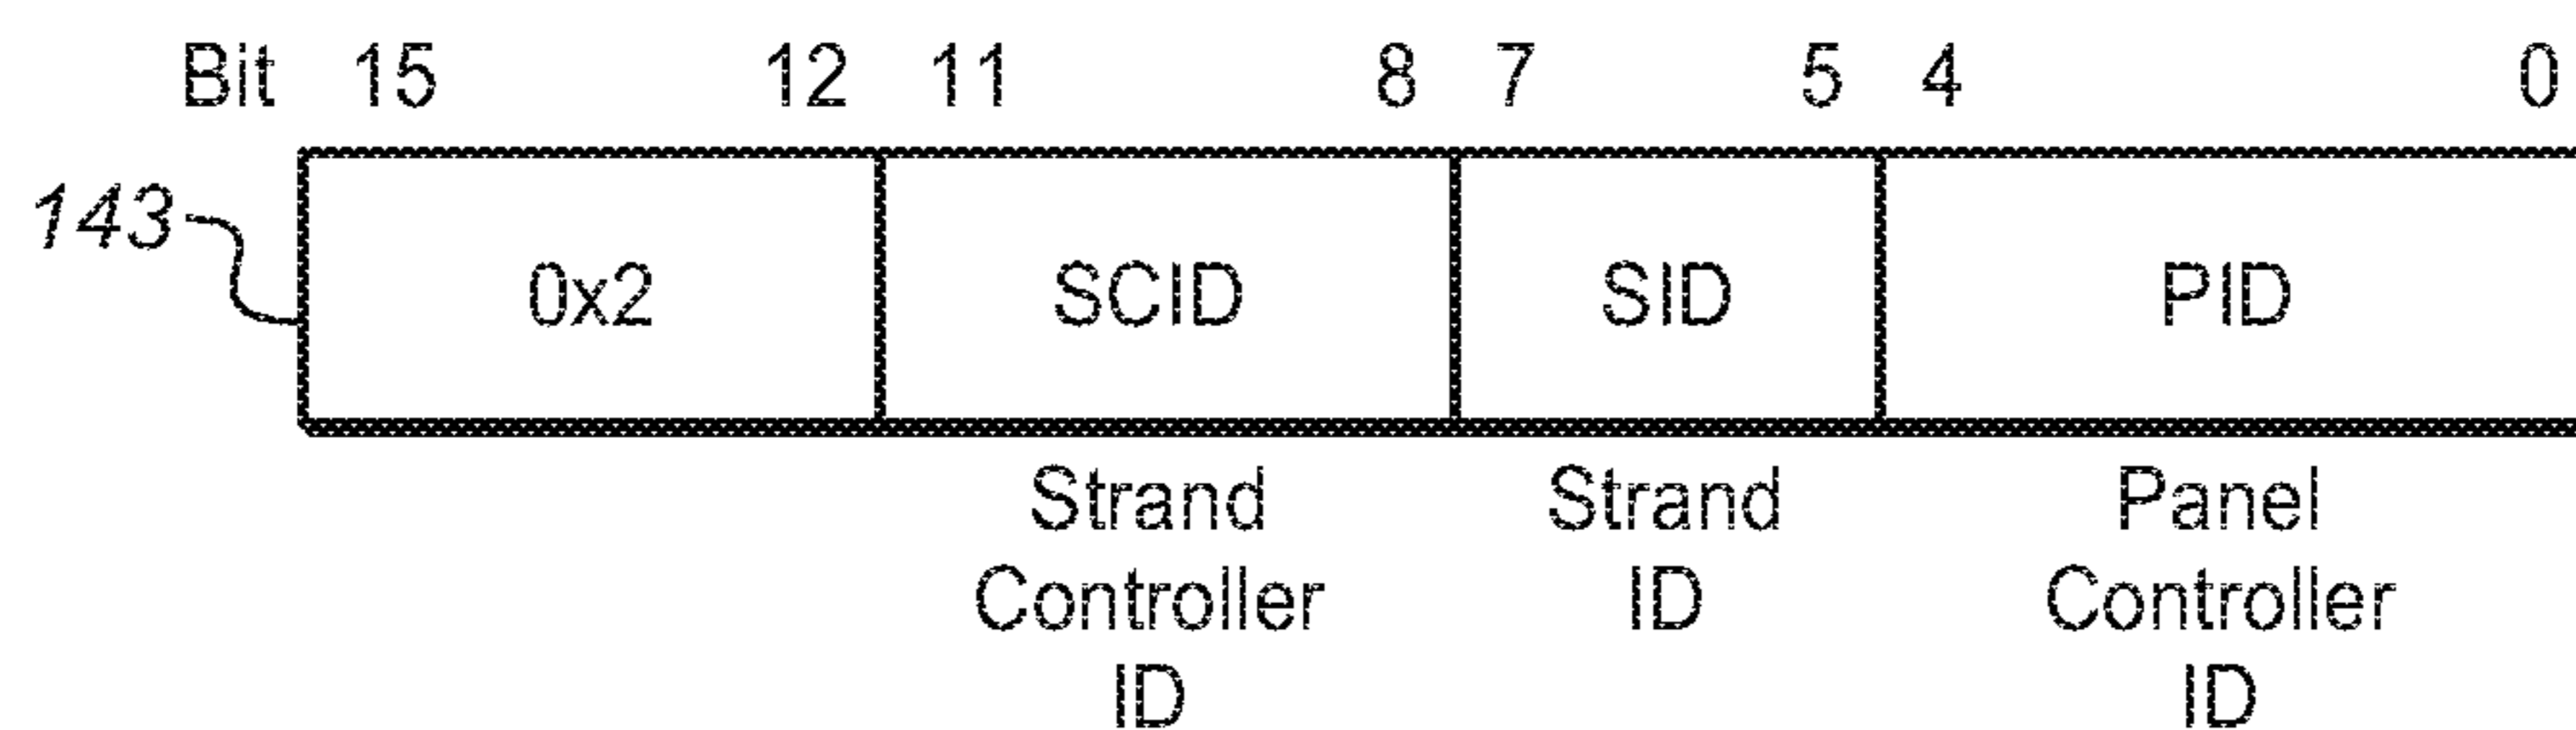 Bit 15 12 11 8 7 5 4 0
143
0x2 SCID SID PID
Strand Strand Panel
Controller ID Controller
ID ID